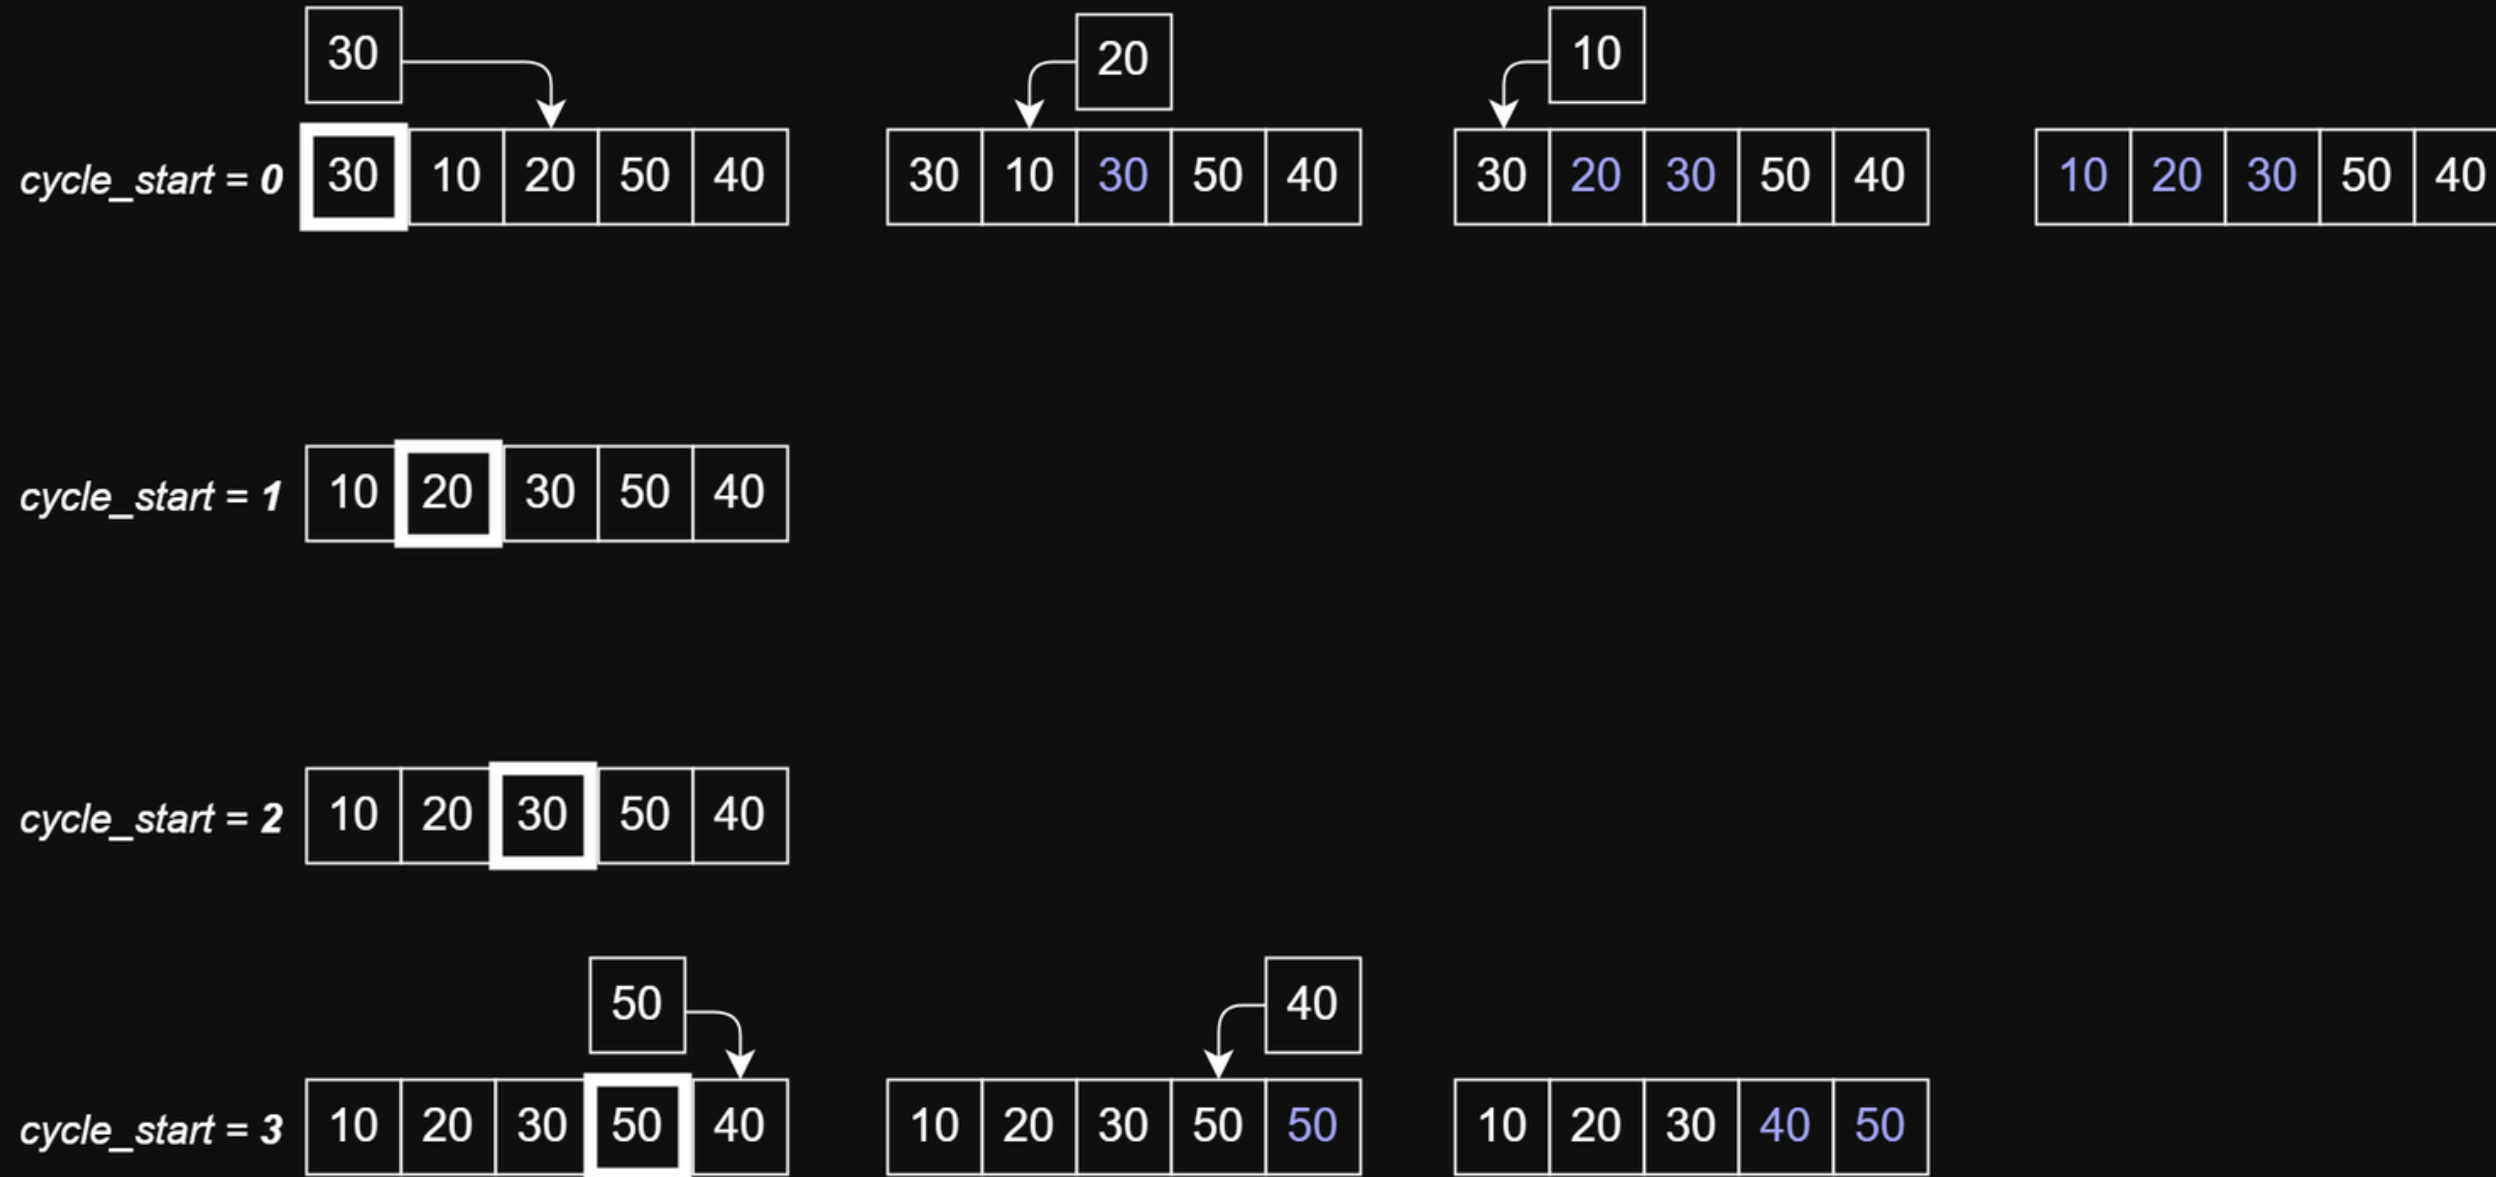 30 20 10
cycle_start = 0 30 10 20 50 40 30 10 30 50 40 30 20 30 50 40 10 20 30 50 40
cycle_start = 1 10 20 30 50 40
cycle_start = 2 10 20 30 50 40
50 40
cycle_start = 3 10 20 30 50 40 10 20 30 50 50 10 20 30 40 50